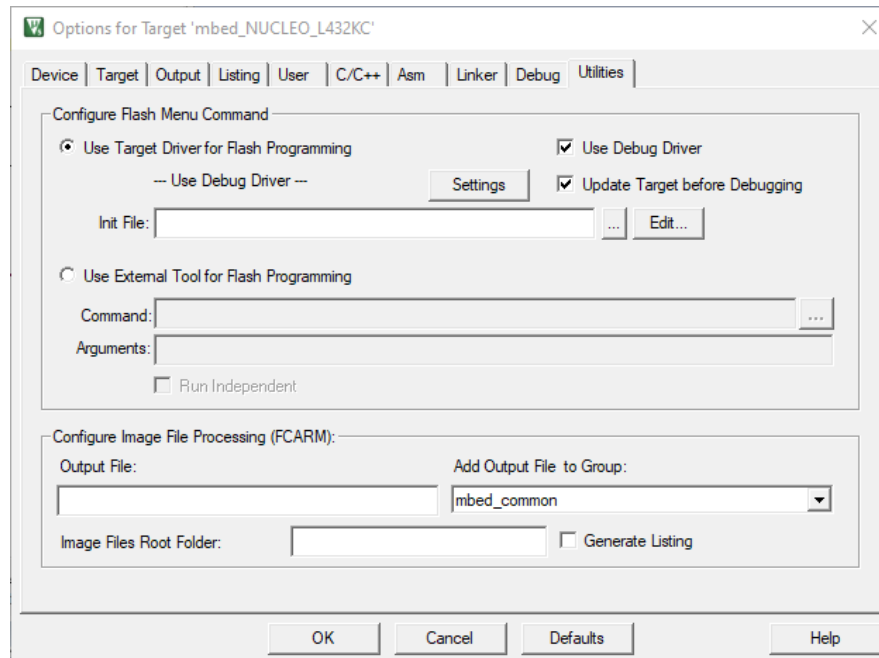 Options for Target 'mbed_NUCLEO_L432KC'
Device Target Output Listing User C/C++ Asm Linker Debug Utilities
Configure Flash Menu Command
Use Target Driver for Flash Programming
Use Debug Driver
--- Use Debug Driver ---
Settings
Update Target before Debugging
Init File:
...
Edit...
Use External Tool for Flash Programming
Command:
...
Arguments:
Run Independent
Configure Image File Processing (FCARM):
Output File:
Add Output File to Group:
mbed_common
Image Files Root Folder:
Generate Listing
OK
Cancel
Defaults
Help